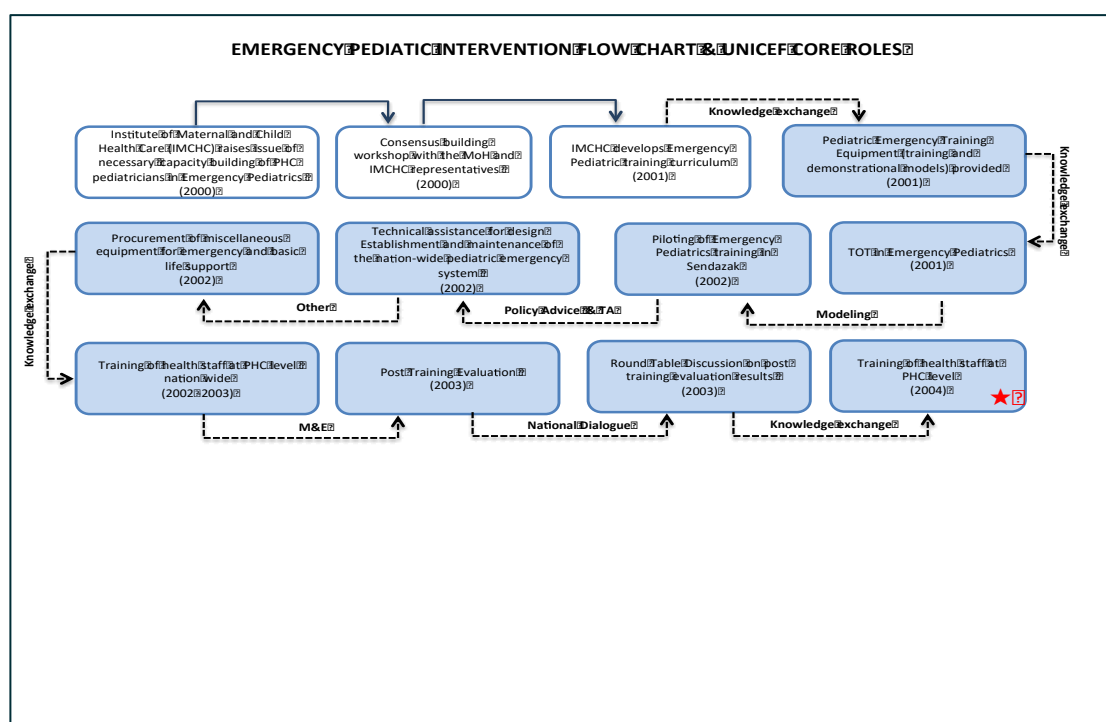 EMERGENCY PEDIATIC INTERVENTION FLOW CHART & UNICEF CORE ROLES
Knowledge exchange
Institute of Maternal and Child
Health Care (IMCHC) raises Issue of
necessary capacity building of PHC
pediatricians in Emergency Pediatrics
(2000)
Consensus building
workshop with the MoH and
IMCHC representatives
(2000)
IMCHC develops Emergency
Pediatric training curriculum
(2001)
Pediatric Emergency Training
Equipment (training and
demonstrational models) provided
(2001)
Knowledge exchange
Procurement of miscellaneous
equipment for emergency and basic
life support
(2002)
Technical assistance for design
Establishment and maintenance of
the nation-wide pediatric emergency
system
(2002)
Piloting of Emergency
Pediatrics training in
Sendazak
(2002)
TOT in Emergency Pediatrics
(2001)
Knowledge exchange
Other
Policy Advice & TA
Modeling
Training of health staff at PHC level
nation wide
(2002-2003)
Post Training Evaluation
(2003)
Round Table Discussion on post
training evaluation results
(2003)
Training of health staff at
PHC level
(2004)
M&E
National Dialogue
Knowledge exchange